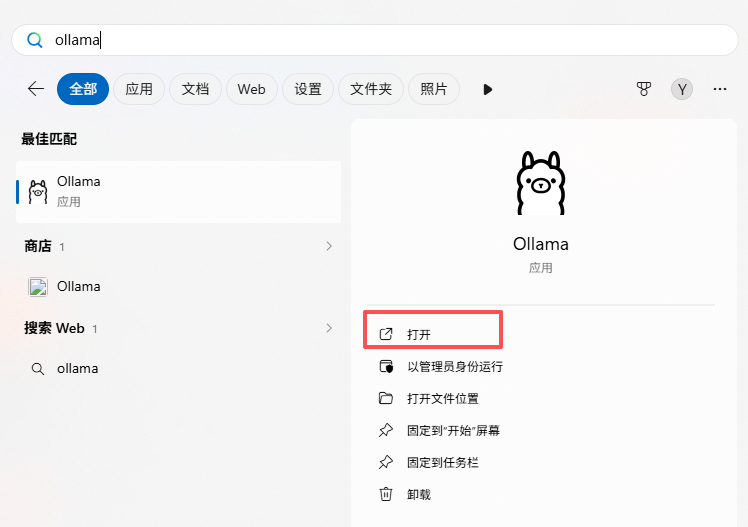 ollama
全部 应用 文档 Web 设置 文件夹 照片 Y
最佳匹配
Ollama
应用
商店 1
Ollama
搜索 Web 1
ollama
Ollama
应用
打开
以管理员身份运行
打开文件位置
固定到"开始"屏幕
固定到任务栏
卸载